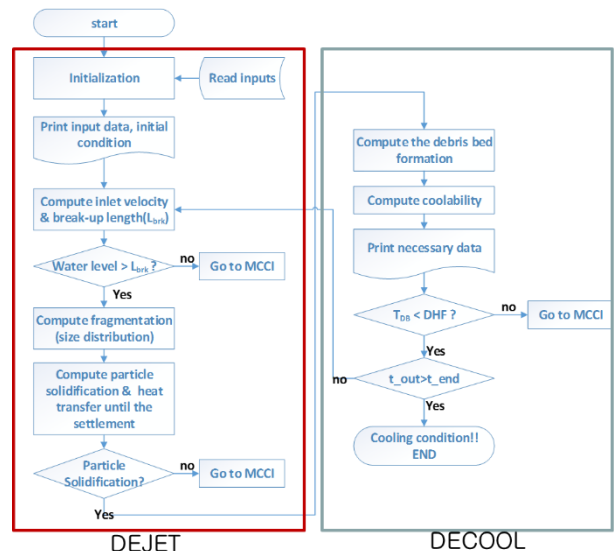 start
Initialization
Read inputs
Print input data, initial
condition
Compute inlet velocity
& break-up length(Lbrk)
Water level > Lbrk ?
no
Go to MCCI
Yes
Compute fragmentation
(size distribution)
Compute particle
solidification & heat
transfer until the
settlement
Particle
Solidification?
no
Go to MCCI
Yes
DEJET
Compute the debris bed
formation
Compute coolability
Print necessary data
TDB < DHF ?
no
Go to MCCI
Yes
t_out>t_end
no
Yes
Cooling condition!!
END
DECOOL